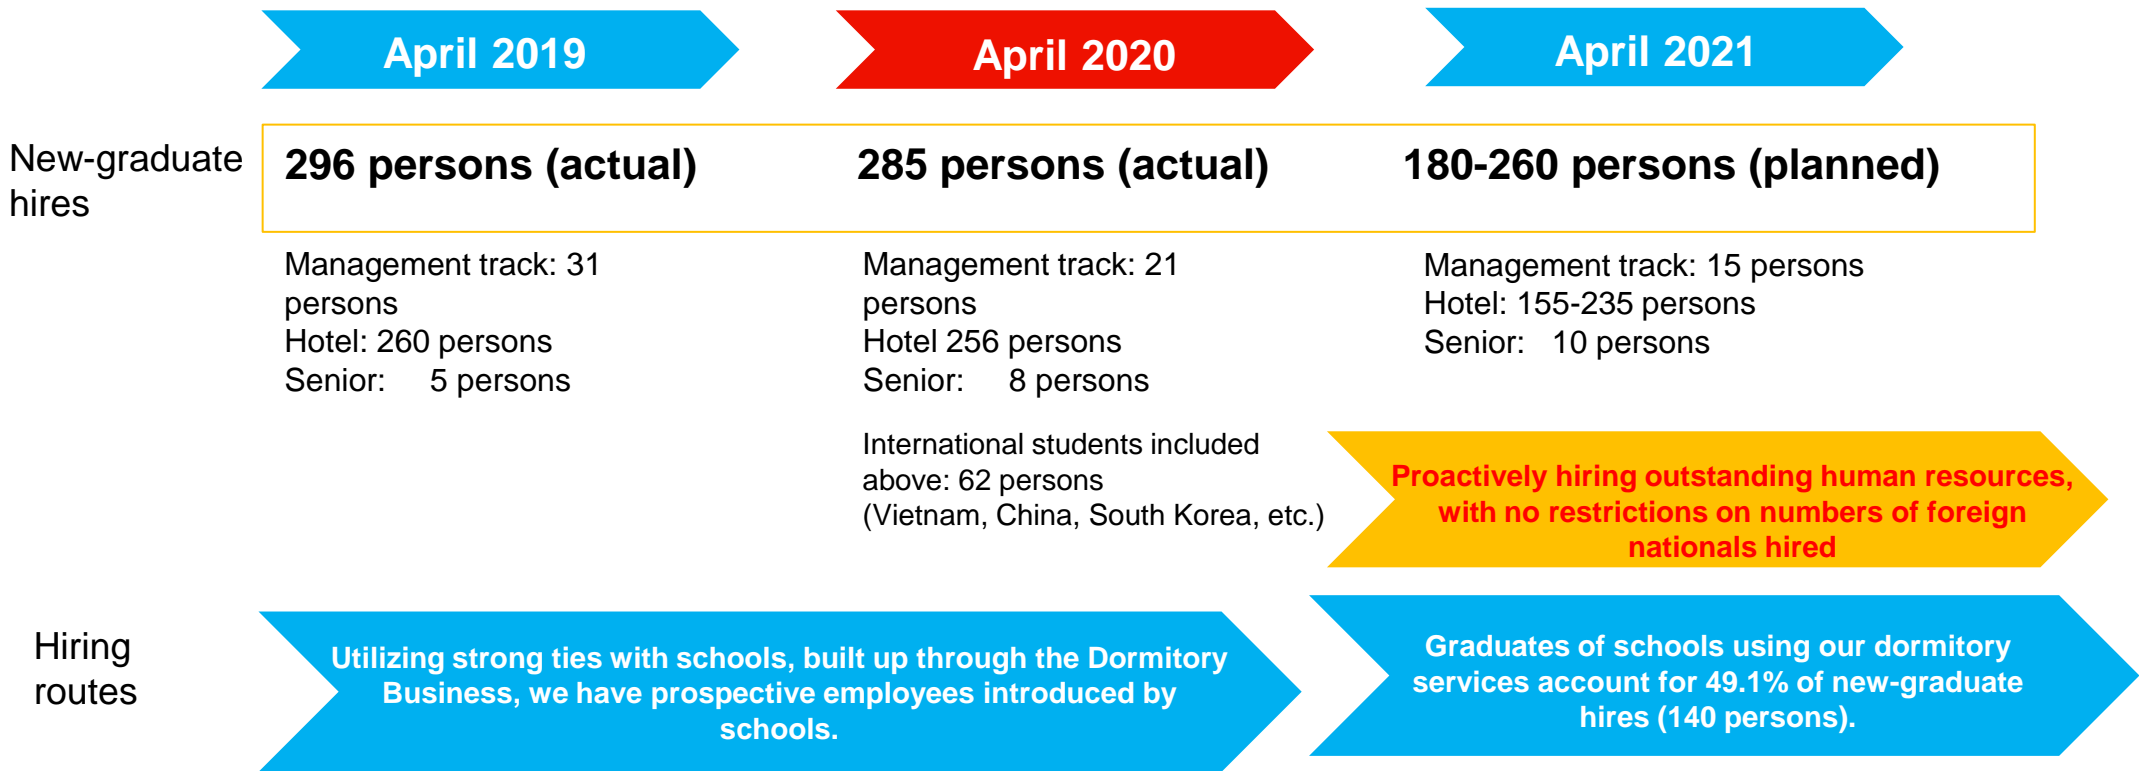 April 2019
April 2020
April 2021
New-graduate
hires
296 persons (actual)
285 persons (actual)
180-260 persons (planned)
Management track: 31
persons
Hotel: 260 persons
Senior: 5 persons
Management track: 21
persons
Hotel 256 persons
Senior: 8 persons
International students included
above: 62 persons
(Vietnam, China, South Korea, etc.)
Management track: 15 persons
Hotel: 155-235 persons
Senior: 10 persons
Proactively hiring outstanding human resources,
with no restrictions on numbers of foreign
nationals hired
Hiring
routes
Utilizing strong ties with schools, built up through the Dormitory
Business, we have prospective employees introduced by
schools.
Graduates of schools using our dormitory
services account for 49.1% of new-graduate
hires (140 persons).